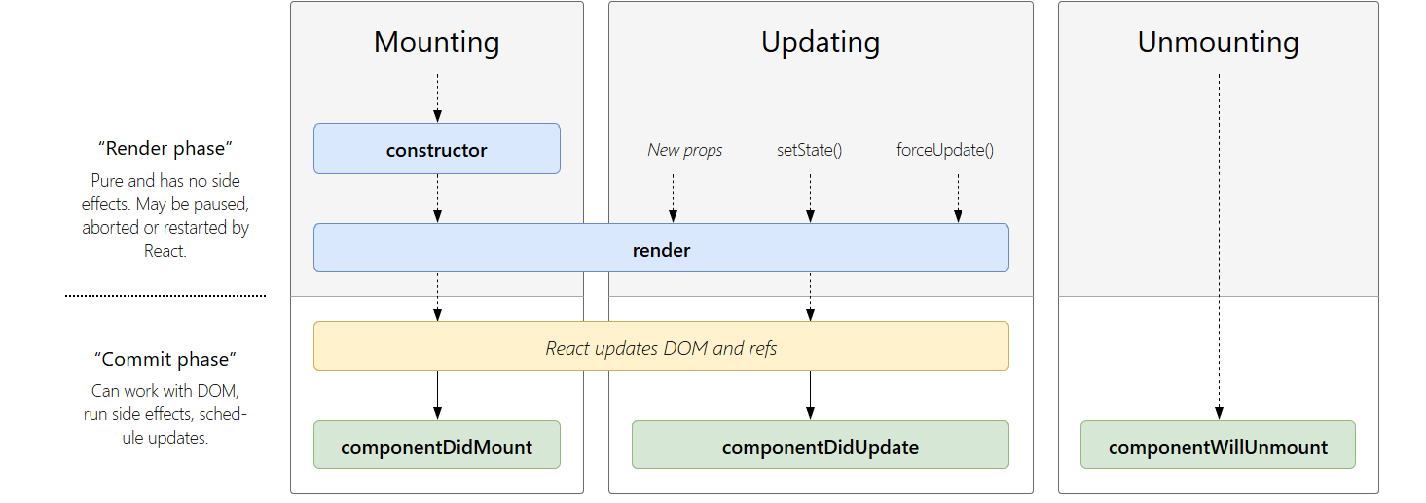 Mounting
Updating
Unmounting
“Render phase”
Pure and has no side
effects. May be paused,
aborted or restarted by
React.
constructor
New props
setState()
forceUpdate()
render
“Commit phase”
Can work with DOM,
run side effects, sched-
ule updates.
React updates DOM and refs
componentDidMount
componentDidUpdate
componentWillUnmount